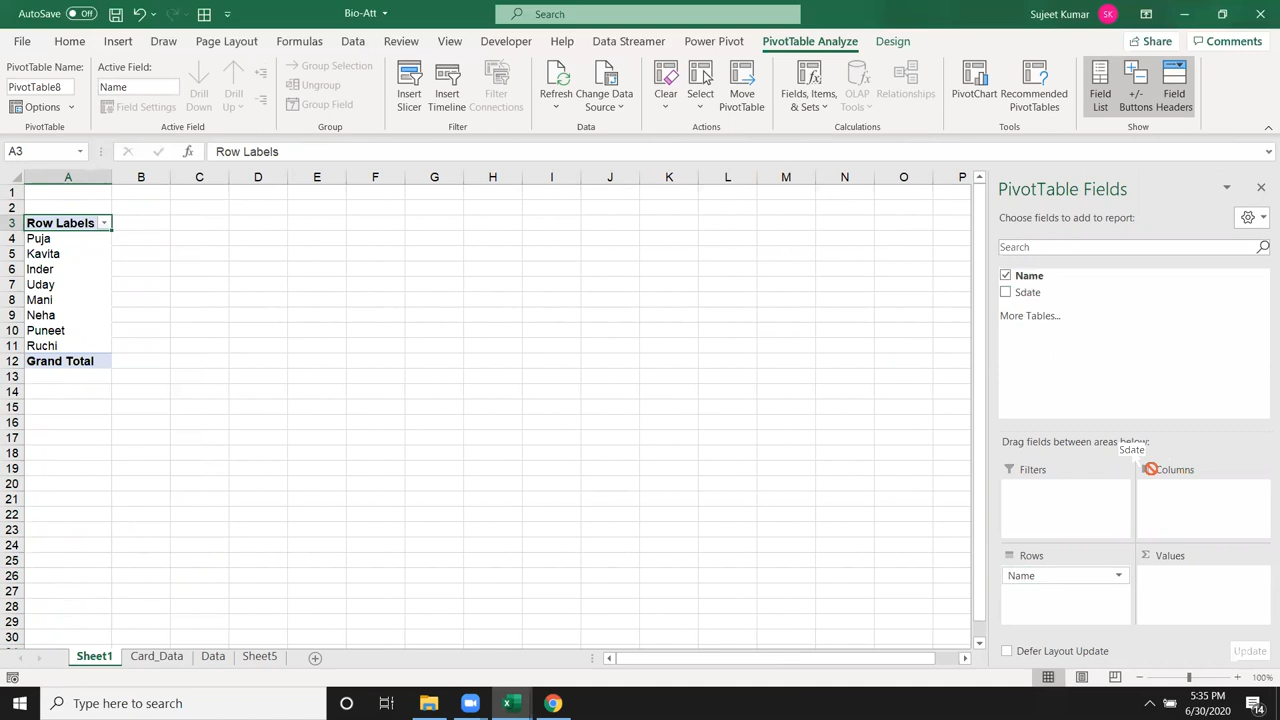 AutoSave Off Bio-Att Search Sujeet Kumar SK
File Home Insert Draw Page Layout Formulas Data Review View Developer Help Data Streamer Power Pivot PivotTable Analyze Design Share Comments
PivotTable Name:
PivotTable8
Options
PivotTable
Active Field:
Name
Field Settings
Drill Down
Drill Up
Active Field
Group Selection
Ungroup
Group Field
Group
Insert Slicer
Insert Timeline
Filter Connections
Filter
Refresh
Change Data Source
Data
Clear
Select
Move PivotTable
Actions
Fields, Items, & Sets
OLAP Tools
Relationships
Calculations
PivotChart
Recommended PivotTables
Tools
Field List
+/- Buttons
Field Headers
Show
A3 fx Row Labels
A B C D E F G H I J K L M N O P
1
2
3 Row Labels
4 Puja
5 Kavita
6 Inder
7 Uday
8 Mani
9 Neha
10 Puneet
11 Ruchi
12 Grand Total
13
14
15
16
17
18
19
20
21
22
23
24
25
26
27
28
29
30
PivotTable Fields
Choose fields to add to report:
Search
Name
Sdate
More Tables...
Drag fields between areas below:
Sdate
Filters
Columns
Rows
Values
Name
Defer Layout Update Update
Sheet1 Card_Data Data Sheet5
100%
Type here to search
5:35 PM
6/30/2020
14